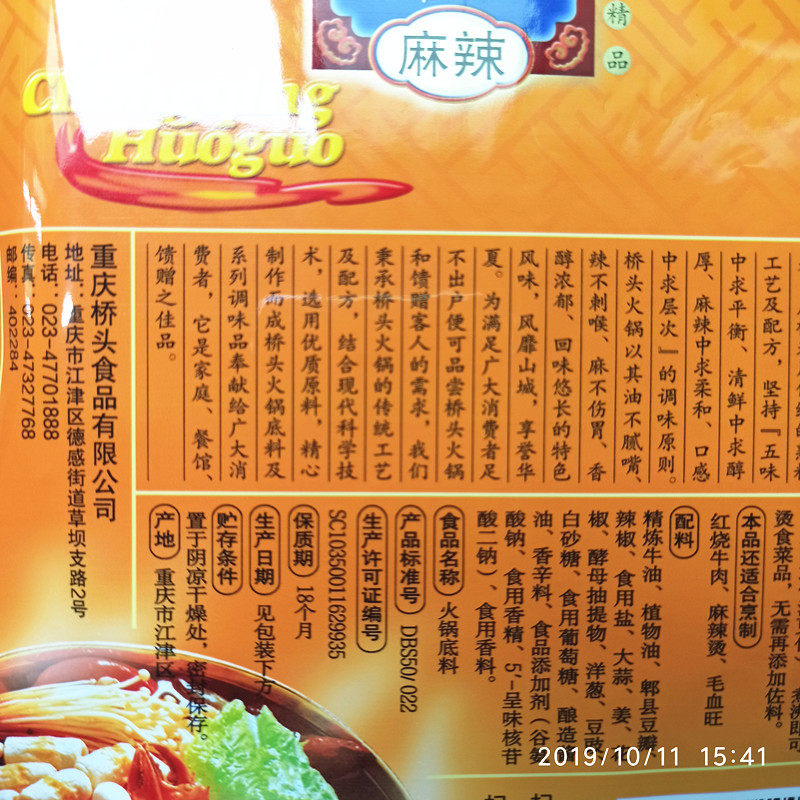 精
品
麻辣
Huoguo
工艺及配方，坚持『五味
中求平衡、清鲜中求醇
厚、麻辣中求柔和、口感
中求层次』的调味原则。
桥头火锅以其油不腻嘴、
辣不刺喉、麻不伤胃、香
醇浓郁、回味悠长的特色
风味，风靡山城，享誉华
夏。为满足广大消费者足
不出户便可品尝桥头火锅
和馈赠客人的需求，我们
秉承桥头火锅的传统工艺
及配方，结合现代科学技
术，选用优质原料，精心
制作而成桥头火锅底料及
系列调味品奉献给广大消
费者，它是家庭、餐馆、
馈赠之佳品。
烫食菜品，无需再添加佐料。
本品还适合烹制
红烧牛肉、麻辣烫、毛血旺
配料
精炼牛油、植物油、郫县豆瓣
辣椒、食用盐、大蒜、姜、花
椒、酵母抽提物、洋葱、豆豉
白砂糖、食用葡萄糖、酿造酱
油、香辛料、食品添加剂（谷氨
酸钠、食用香精、5'-呈味核苷
酸二钠）、食用香料。
食品名称 火锅底料
产品标准号 DBS50/ 022
生产许可证编号
SC10350011629935
保质期 18个月
生产日期 见包装下方
贮存条件
置于阴凉干燥处，密封保存。
产地 重庆市江津区
重庆桥头食品有限公司
地址：重庆市江津区德感街道草坝支路2号
电话：023-47701888
传真：023-47327768
邮编：402284
2019/10/11 15:41